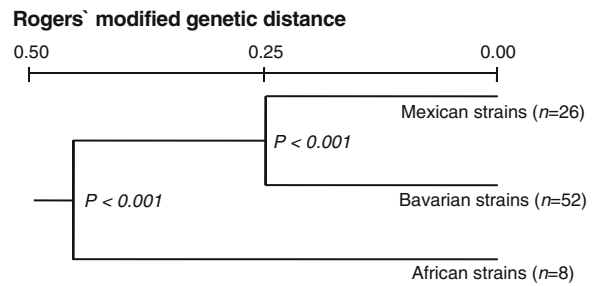 Rogers` modified genetic distance
0.50 0.25 0.00
Mexican strains (n=26)
P < 0.001
Bavarian strains (n=52)
P < 0.001
African strains (n=8)